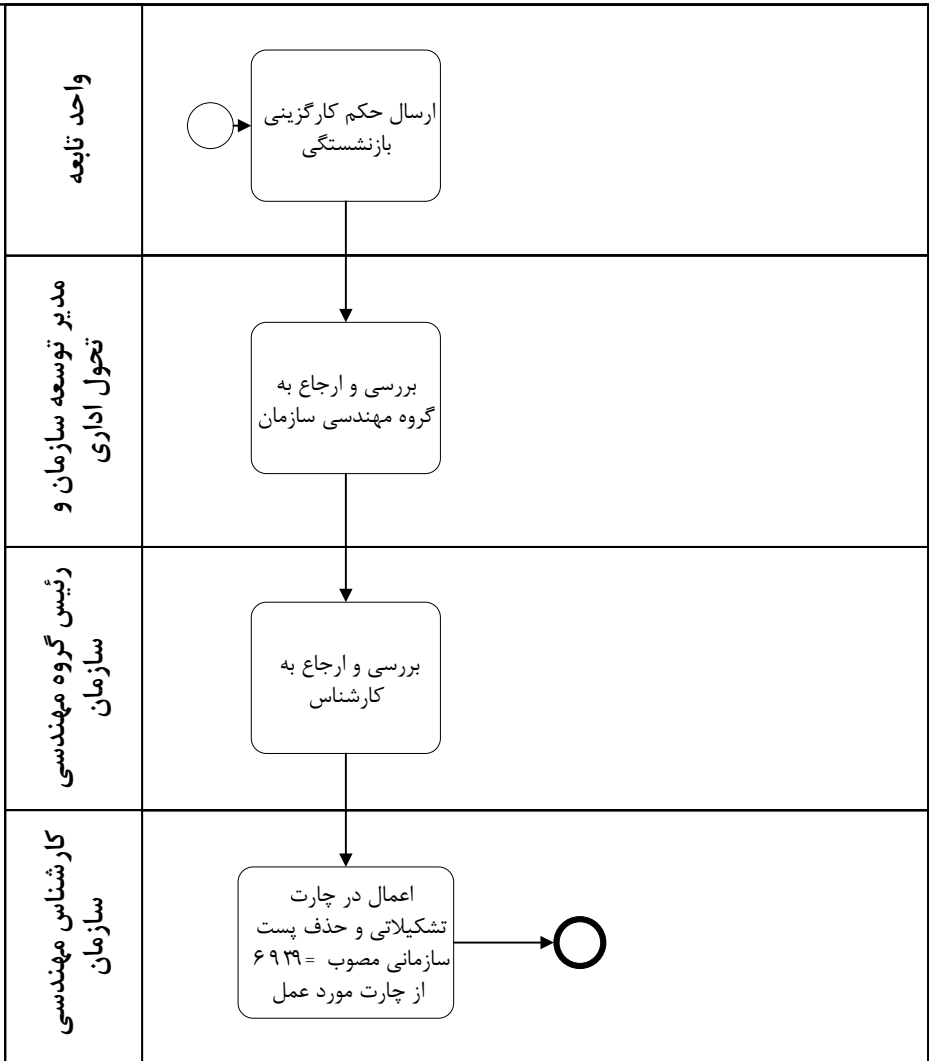 واحد تابعه
ارسال حکم کارگزینی
بازنشستگی
مدیر توسعه سازمان و
تحول اداری
بررسی و ارجاع به
گروه مهندسی سازمان
رئیس گروه مهندسی
سازمان
بررسی و ارجاع به
کارشناس
کارشناس مهندسی
سازمان
اعمال در چارت
تشکیلاتی و حذف پست
سازمانی مصوب =۶۹۳۹
از چارت مورد عمل